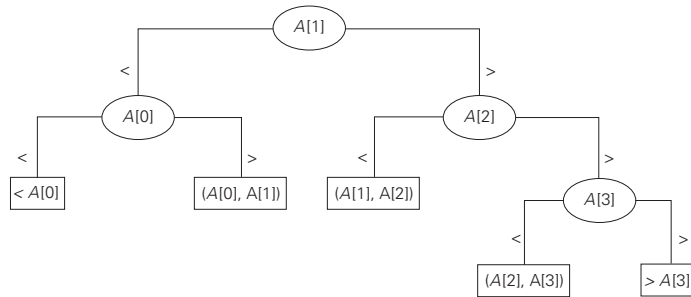 A[1]
< >
A[0] A[2]
< > < >
< A[0] (A[0], A[1]) (A[1], A[2]) A[3]
< >
(A[2], A[3]) > A[3]